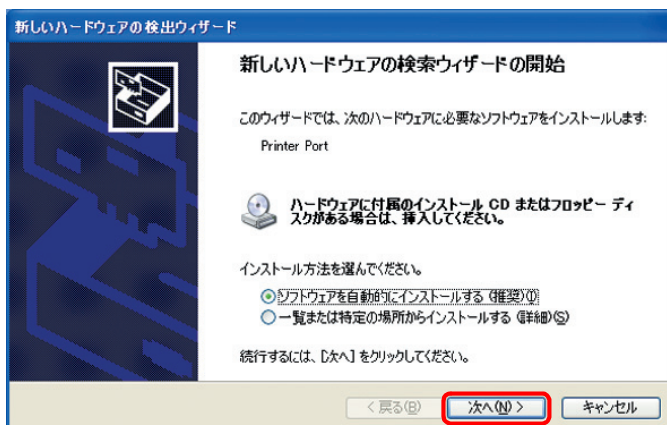 新しいハードウェアの検出ウィザード
新しいハードウェアの検索ウィザードの開始
このウィザードでは、次のハードウェアに必要なソフトウェアをインストールします:
Printer Port
ハードウェアに付属のインストール CD またはフロッピー ディ
スクがある場合は、挿入してください。
インストール方法を選んでください。
ソフトウェアを自動的にインストールする (推奨)(I)
一覧または特定の場所からインストールする (詳細)(S)
続行するには、[次へ] をクリックしてください。
< 戻る(B) 次へ(N) > キャンセル